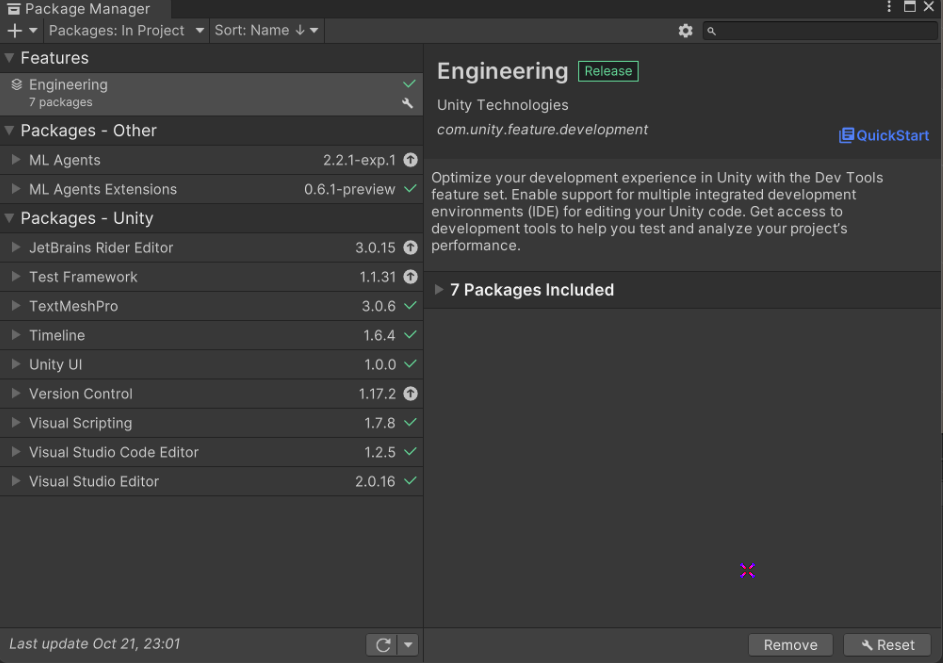 Package Manager
Packages: In Project Sort: Name ↓
Features
Engineering
7 packages
Packages - Other
ML Agents 2.2.1-exp.1
ML Agents Extensions 0.6.1-preview
Packages - Unity
JetBrains Rider Editor 3.0.15
Test Framework 1.1.31
TextMeshPro 3.0.6
Timeline 1.6.4
Unity UI 1.0.0
Version Control 1.17.2
Visual Scripting 1.7.8
Visual Studio Code Editor 1.2.5
Visual Studio Editor 2.0.16
Last update Oct 21, 23:01
Engineering Release
Unity Technologies
com.unity.feature.development
QuickStart
Optimize your development experience in Unity with the Dev Tools
feature set. Enable support for multiple integrated development
environments (IDE) for editing your Unity code. Get access to
development tools to help you test and analyze your project's
performance.
7 Packages Included
Remove Reset